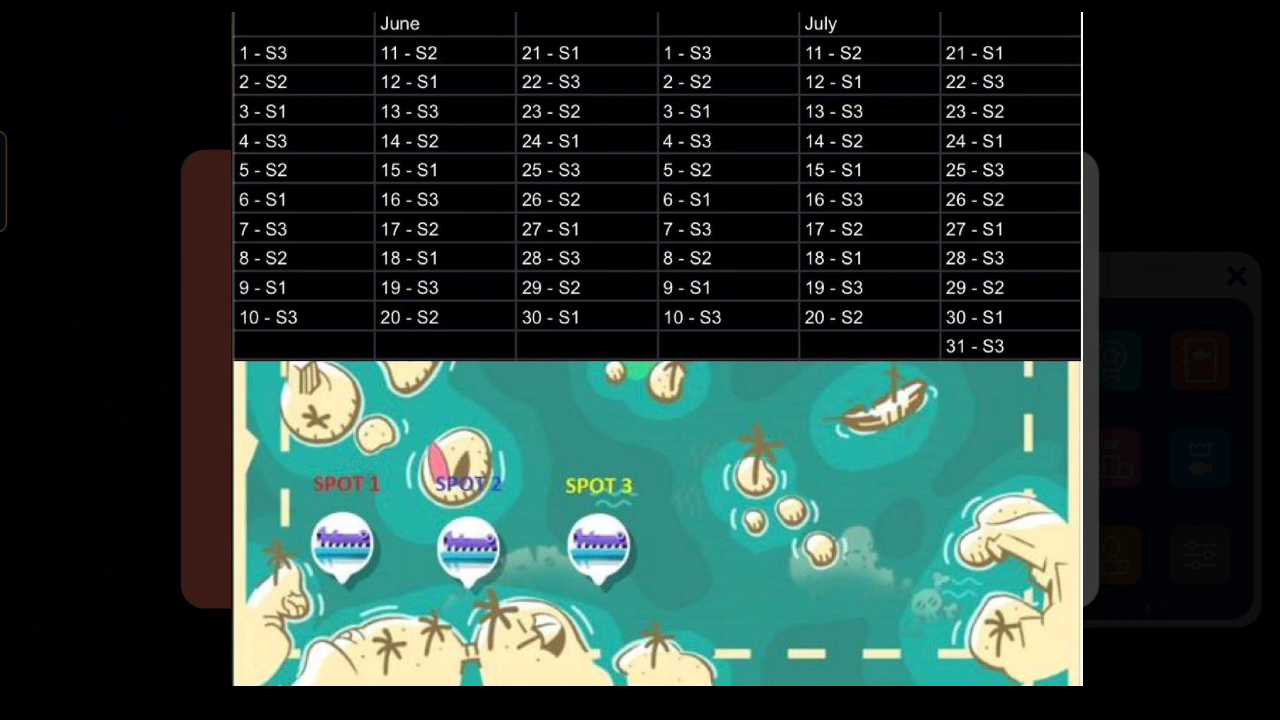 June July
1 - S3 11 - S2 21 - S1 1 - S3 11 - S2 21 - S1
2 - S2 12 - S1 22 - S3 2 - S2 12 - S1 22 - S3
3 - S1 13 - S3 23 - S2 3 - S1 13 - S3 23 - S2
4 - S3 14 - S2 24 - S1 4 - S3 14 - S2 24 - S1
5 - S2 15 - S1 25 - S3 5 - S2 15 - S1 25 - S3
6 - S1 16 - S3 26 - S2 6 - S1 16 - S3 26 - S2
7 - S3 17 - S2 27 - S1 7 - S3 17 - S2 27 - S1
8 - S2 18 - S1 28 - S3 8 - S2 18 - S1 28 - S3
9 - S1 19 - S3 29 - S2 9 - S1 19 - S3 29 - S2
10 - S3 20 - S2 30 - S1 10 - S3 20 - S2 30 - S1
31 - S3
SPOT 1 SPOT 2 SPOT 3